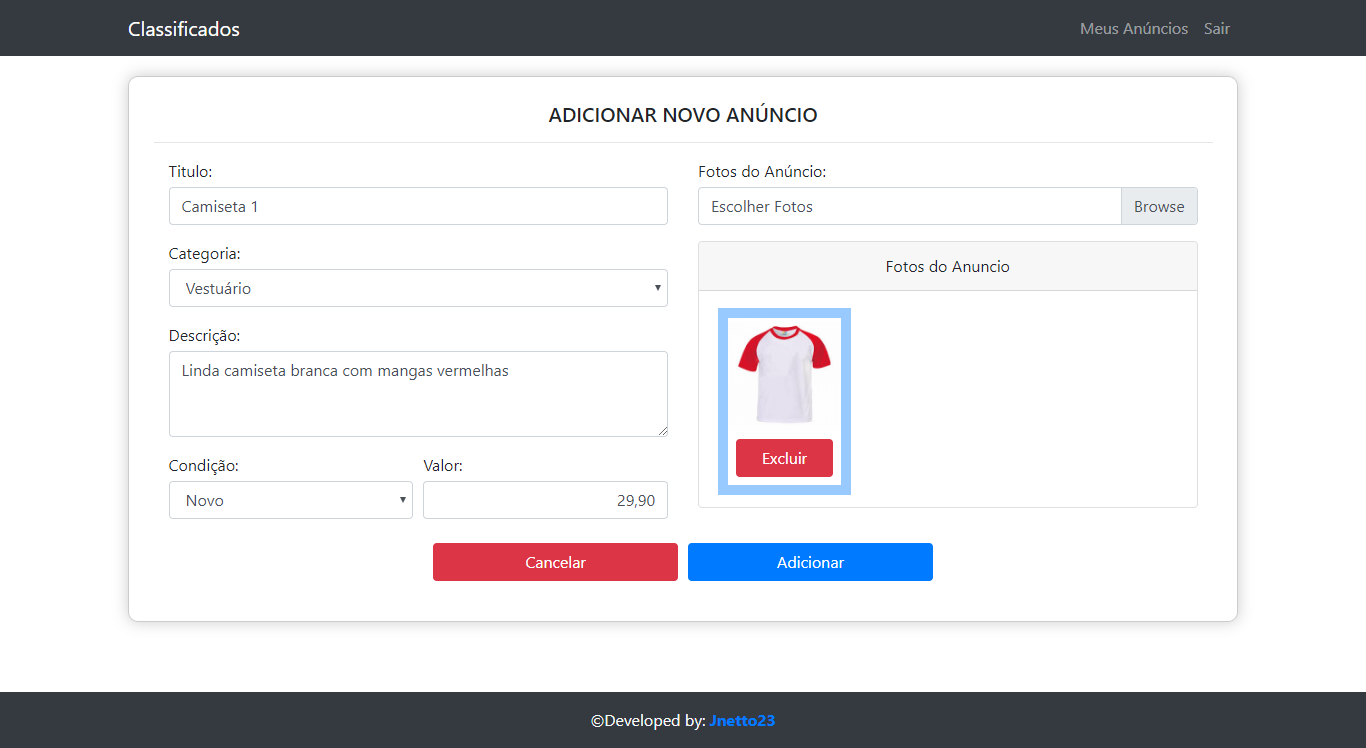 Classificados
Meus Anúncios Sair
ADICIONAR NOVO ANÚNCIO
Titulo:
Camiseta 1
Categoria:
Vestuário
Descrição:
Linda camiseta branca com mangas vermelhas
Condição:
Novo
Valor:
29,90
Fotos do Anúncio:
Escolher Fotos Browse
Fotos do Anuncio
Excluir
Cancelar
Adicionar
©Developed by: Jnetto23